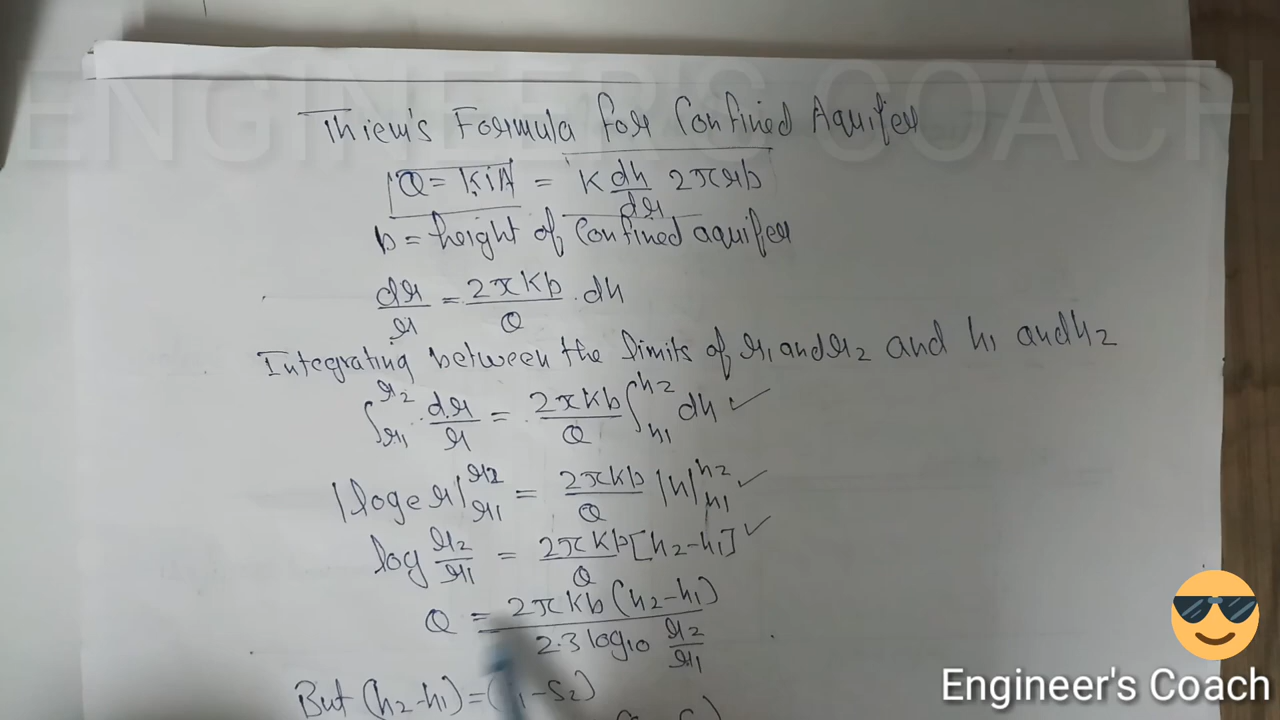 ENGINEER'S COACH
Thiem's Formula for Confined Aquifer
Q = KiA = K dh/dr 2πrb
b = height of Confined aquifer
dr/r = 2πKb/Q . dh
Integrating between the limits of r1 and r2 and h1 and h2
∫r1^r2 dr/r = 2πKb/Q ∫h1^h2 dh ✓
|loge r|r1^r2 = 2πKb/Q |h|h1^h2 ✓
log r2/r1 = 2πKb/Q [h2-h1] ✓
Q = 2πKb(h2-h1) / 2.3 log10 r2/r1
But (h2-h1) = ( 1-S2)
Engineer's Coach